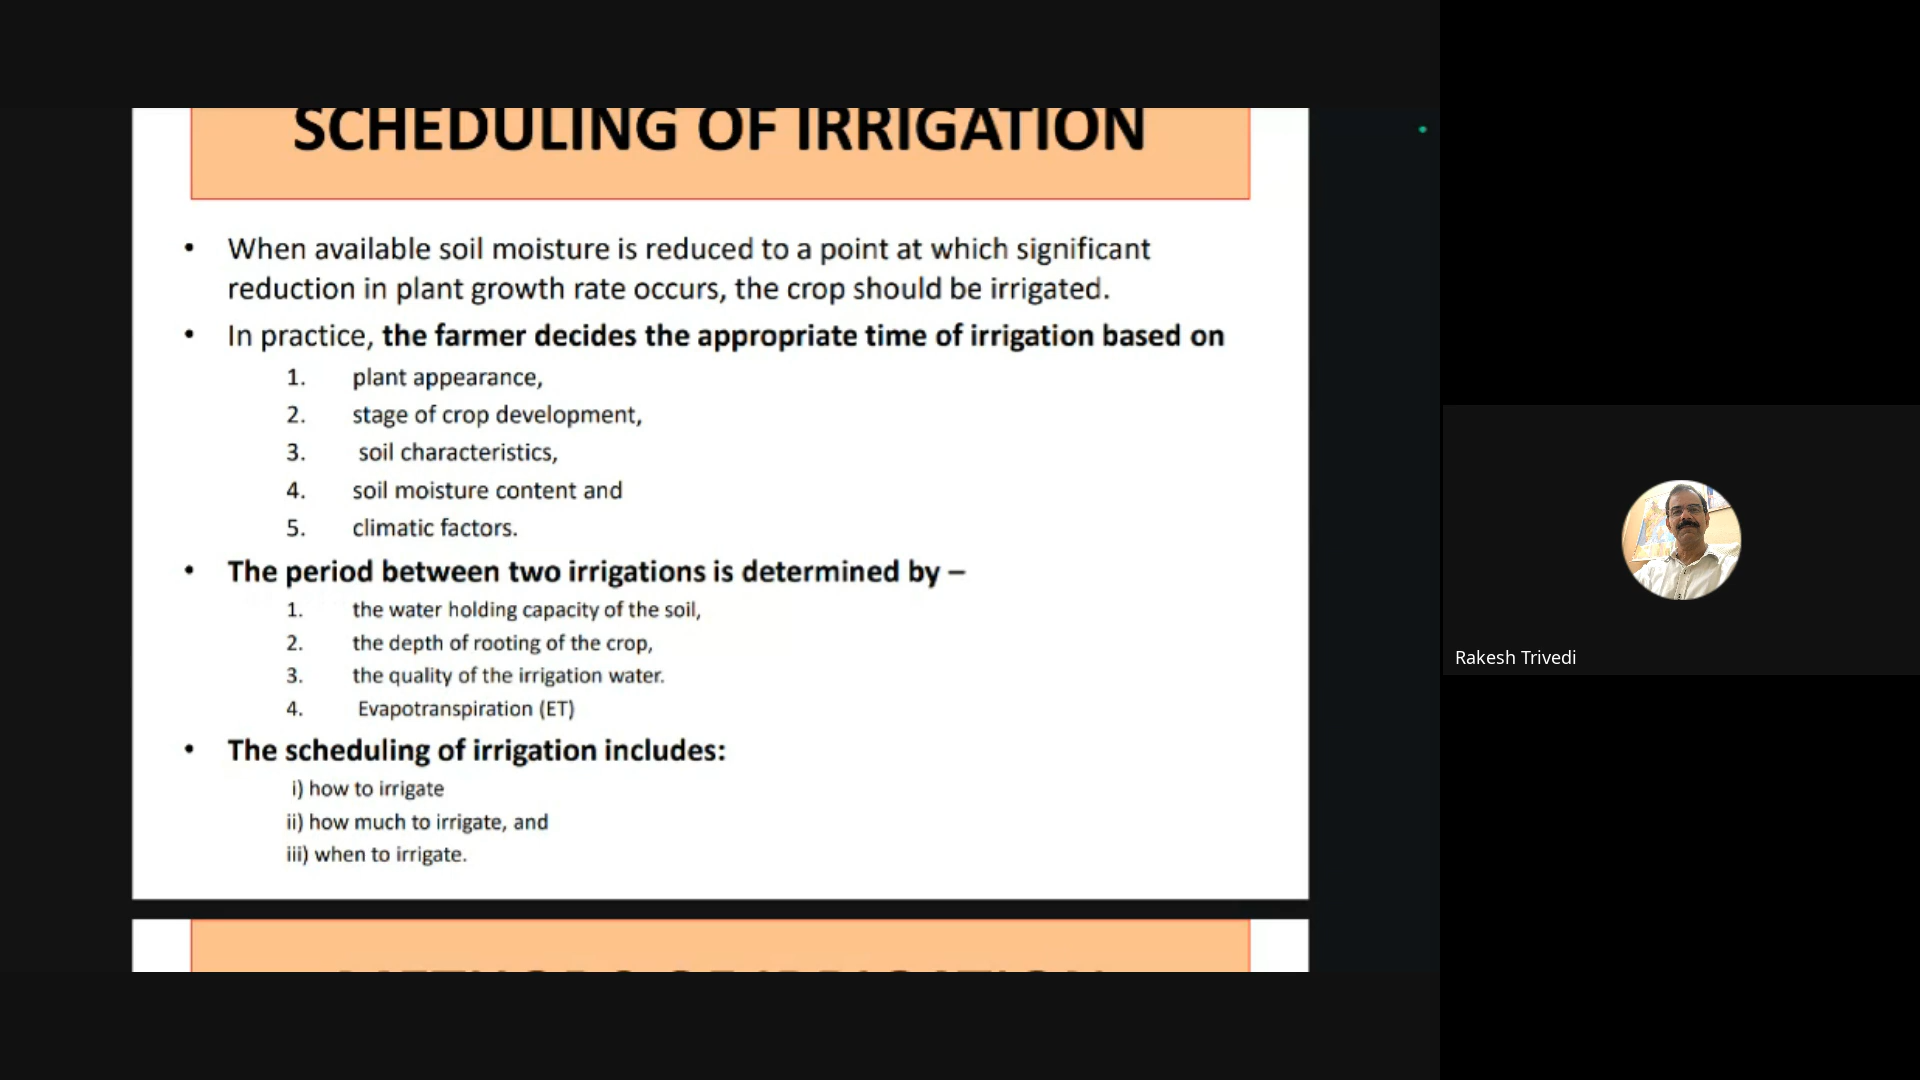 SCHEDULING OF IRRIGATION
• When available soil moisture is reduced to a point at which significant
reduction in plant growth rate occurs, the crop should be irrigated.
• In practice, the farmer decides the appropriate time of irrigation based on
1. plant appearance,
2. stage of crop development,
3. soil characteristics,
4. soil moisture content and
5. climatic factors.
• The period between two irrigations is determined by –
1. the water holding capacity of the soil,
2. the depth of rooting of the crop,
3. the quality of the irrigation water.
4. Evapotranspiration (ET)
• The scheduling of irrigation includes:
i) how to irrigate
ii) how much to irrigate, and
iii) when to irrigate.
Rakesh Trivedi